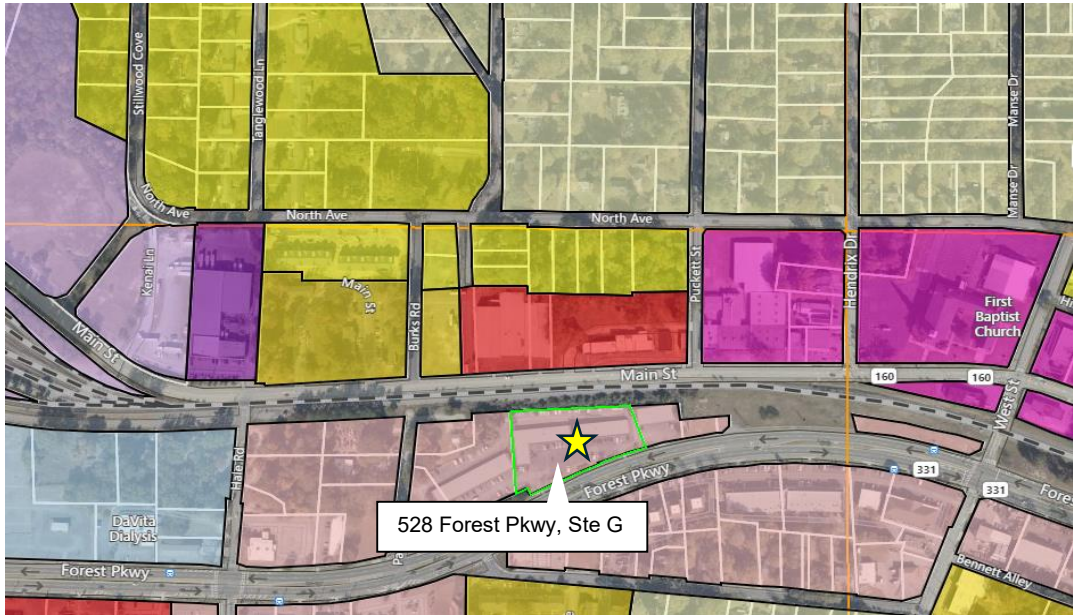 Stillwood Cove
Tanglewood Ln
Manse Dr
Manse Dr
North Ave
North Ave
North Ave
Kenai Ln
Main St
Burks Rd
Puckett St
Hendrix Dr
First
Baptist
Church
Main St
Main St
160
160
West St
Hale Rd
Forest Pkwy
331
331
528 Forest Pkwy, Ste G
DaVita
Dialysis
Forest Pkwy
Bennett Alley